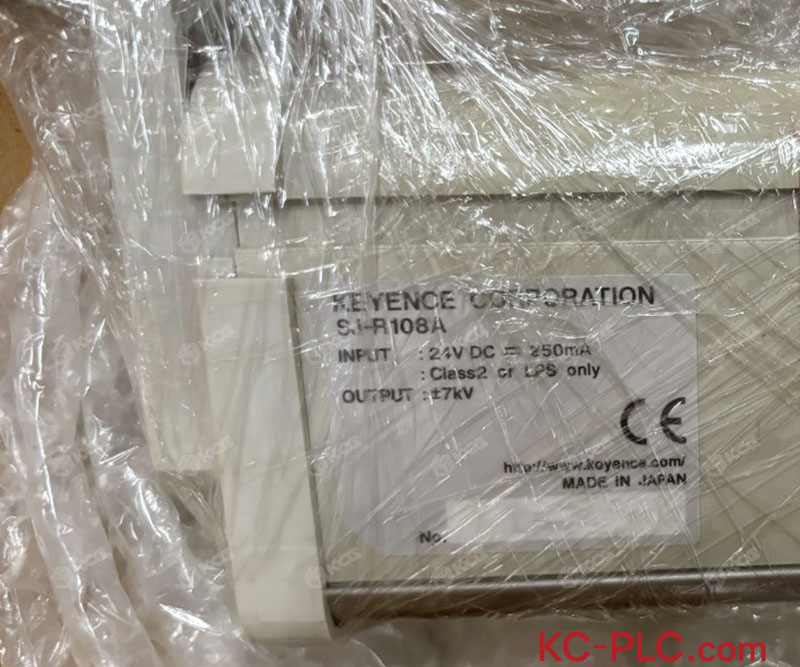 KEYENCE CORPORATION
SJ-R108A
INPUT : 24V DC ⎓ 250mA
: Class2 or LPS only
OUTPUT : ±7kV
CE
http://www.keyence.com/
MADE IN JAPAN
No.
KC-PLC.com